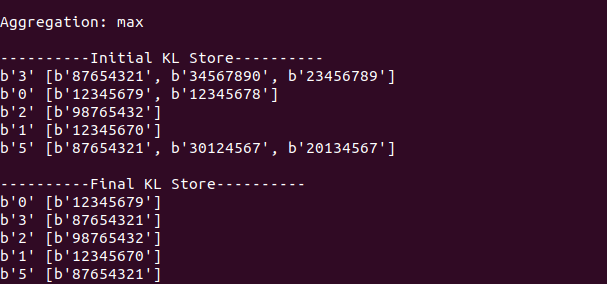 Aggregation: max
----------Initial KL Store----------
b'3' [b'87654321', b'34567890', b'23456789']
b'0' [b'12345679', b'12345678']
b'2' [b'98765432']
b'1' [b'12345670']
b'5' [b'87654321', b'30124567', b'20134567']
----------Final KL Store----------
b'0' [b'12345679']
b'3' [b'87654321']
b'2' [b'98765432']
b'1' [b'12345670']
b'5' [b'87654321']